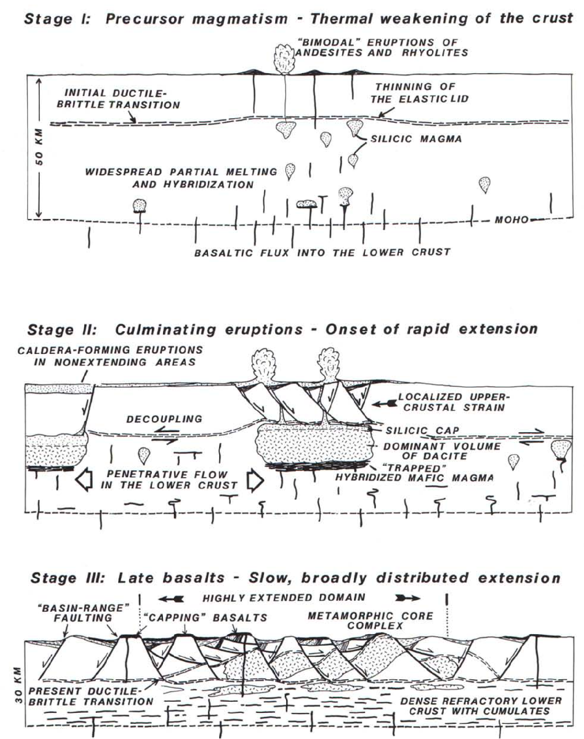 Stage I: Precursor magmatism - Thermal weakening of the crust
"BIMODAL" ERUPTIONS OF
ANDESITES AND RHYOLITES
INITIAL DUCTILE-
BRITTLE TRANSITION
THINNING OF
THE ELASTIC LID
50 KM
SILICIC MAGMA
WIDESPREAD PARTIAL MELTING
AND HYBRIDIZATION
MOHO
BASALTIC FLUX INTO THE LOWER CRUST
Stage II: Culminating eruptions - Onset of rapid extension
CALDERA-FORMING ERUPTIONS
IN NONEXTENDING AREAS
LOCALIZED UPPER-
CRUSTAL STRAIN
DECOUPLING
SILICIC CAP
DOMINANT VOLUME
OF DACITE
PENETRATIVE FLOW
IN THE LOWER CRUST
"TRAPPED"
HYBRIDIZED MAFIC MAGMA
Stage III: Late basalts - Slow, broadly distributed extension
HIGHLY EXTENDED DOMAIN
"BASIN-RANGE"
FAULTING
"CAPPING" BASALTS
METAMORPHIC CORE
COMPLEX
30 KM
PRESENT DUCTILE-
BRITTLE TRANSITION
DENSE REFRACTORY LOWER
CRUST WITH CUMULATES